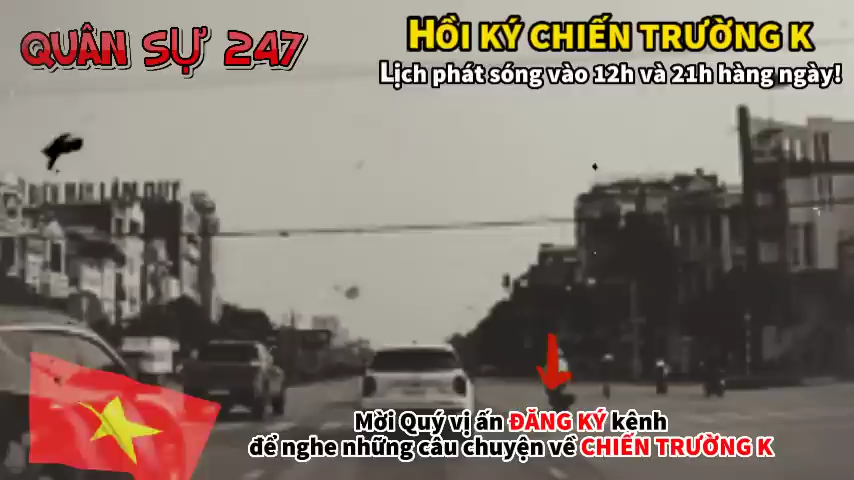 QUÂN SỰ 247
HỒI KÝ CHIẾN TRƯỜNG K
Lịch phát sóng vào 12h và 21h hàng ngày!
Mời Quý vị ấn ĐĂNG KÝ kênh
để nghe những câu chuyện về CHIẾN TRƯỜNG K